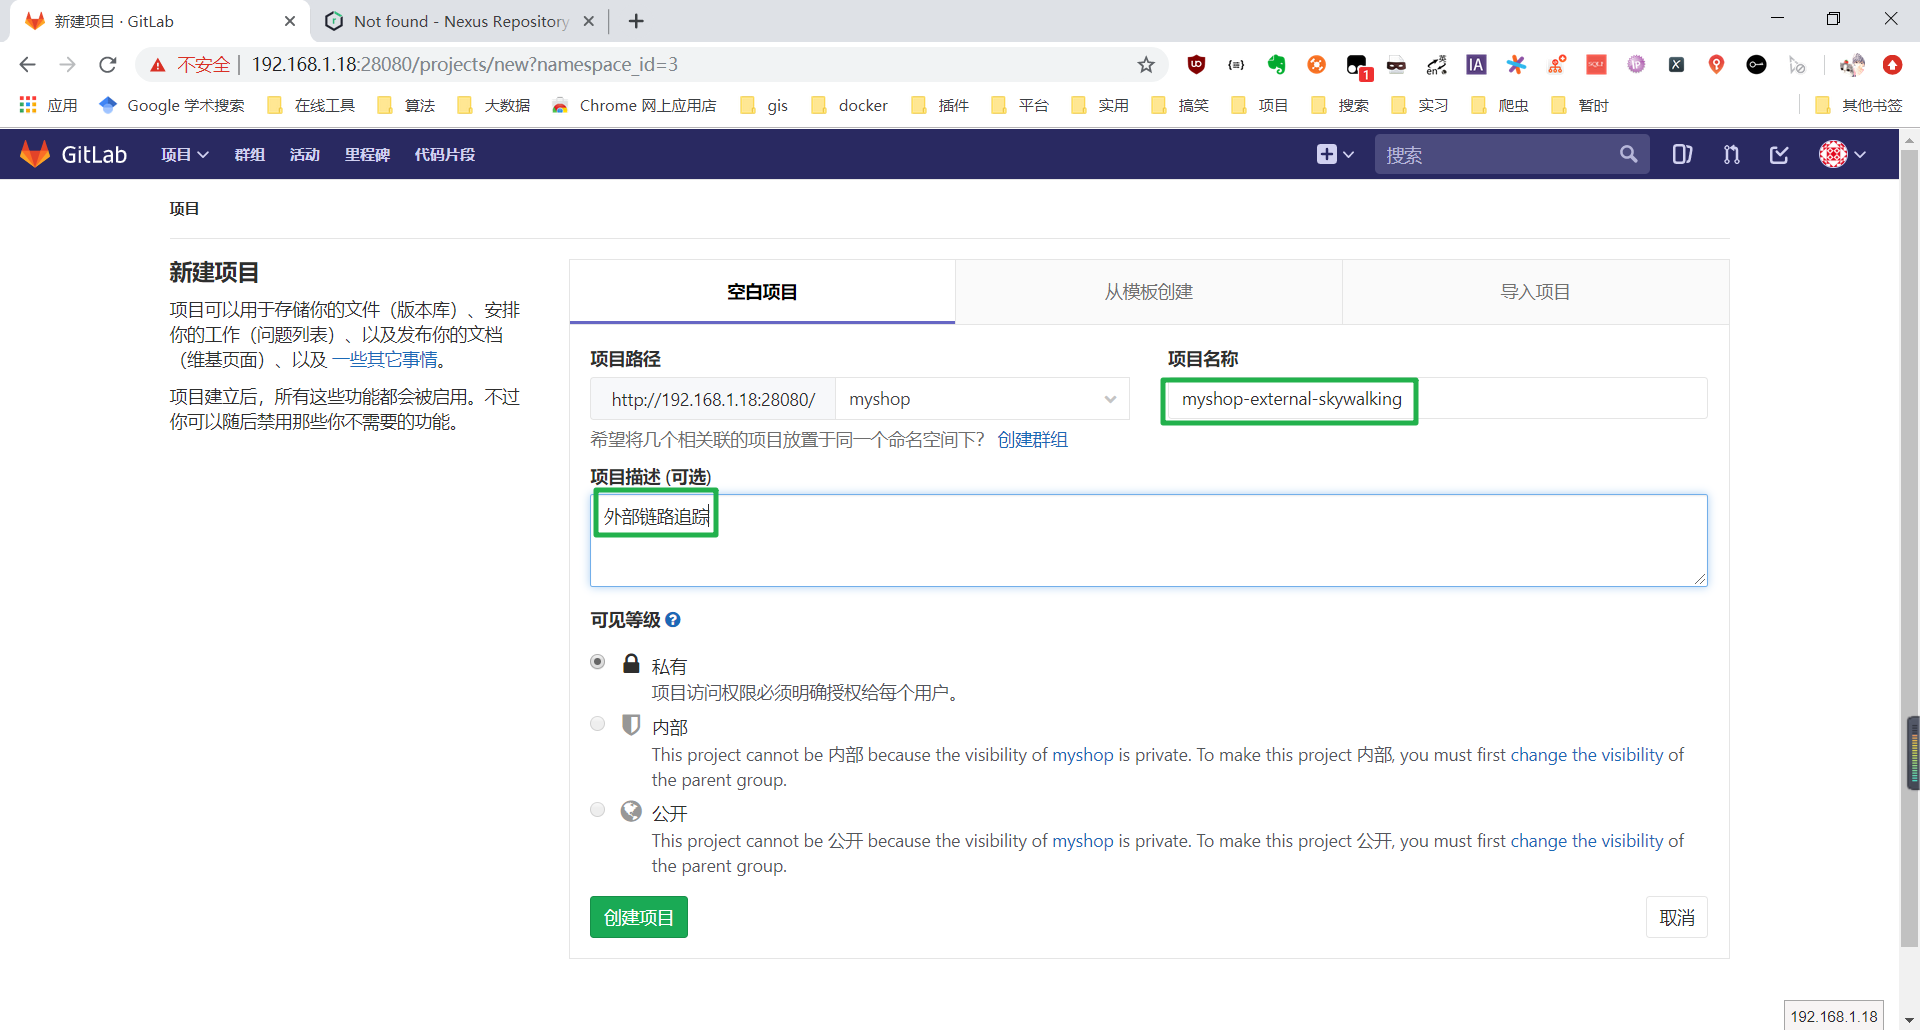 新建项目 · GitLab
Not found - Nexus Repository
不安全 | 192.168.1.18:28080/projects/new?namespace_id=3
应用 Google 学术搜索 在线工具 算法 大数据 Chrome 网上应用店 gis docker 插件 平台 实用 搞笑 项目 搜索 实习 爬虫 暂时 其他书签
GitLab 项目 群组 活动 里程碑 代码片段 搜索
项目
新建项目
项目可以用于存储你的文件（版本库）、安排
你的工作（问题列表）、以及发布你的文档
（维基页面）、以及 一些其它事情。
项目建立后，所有这些功能都会被启用。不过
你可以随后禁用那些你不需要的功能。
空白项目 从模板创建 导入项目
项目路径 项目名称
http://192.168.1.18:28080/ myshop myshop-external-skywalking
希望将几个相关联的项目放置于同一个命名空间下？ 创建群组
项目描述 (可选)
外部链路追踪
可见等级
私有
项目访问权限必须明确授权给每个用户。
内部
This project cannot be 内部 because the visibility of myshop is private. To make this project 内部, you must first change the visibility of
the parent group.
公开
This project cannot be 公开 because the visibility of myshop is private. To make this project 公开, you must first change the visibility of
the parent group.
创建项目 取消
192.168.1.18